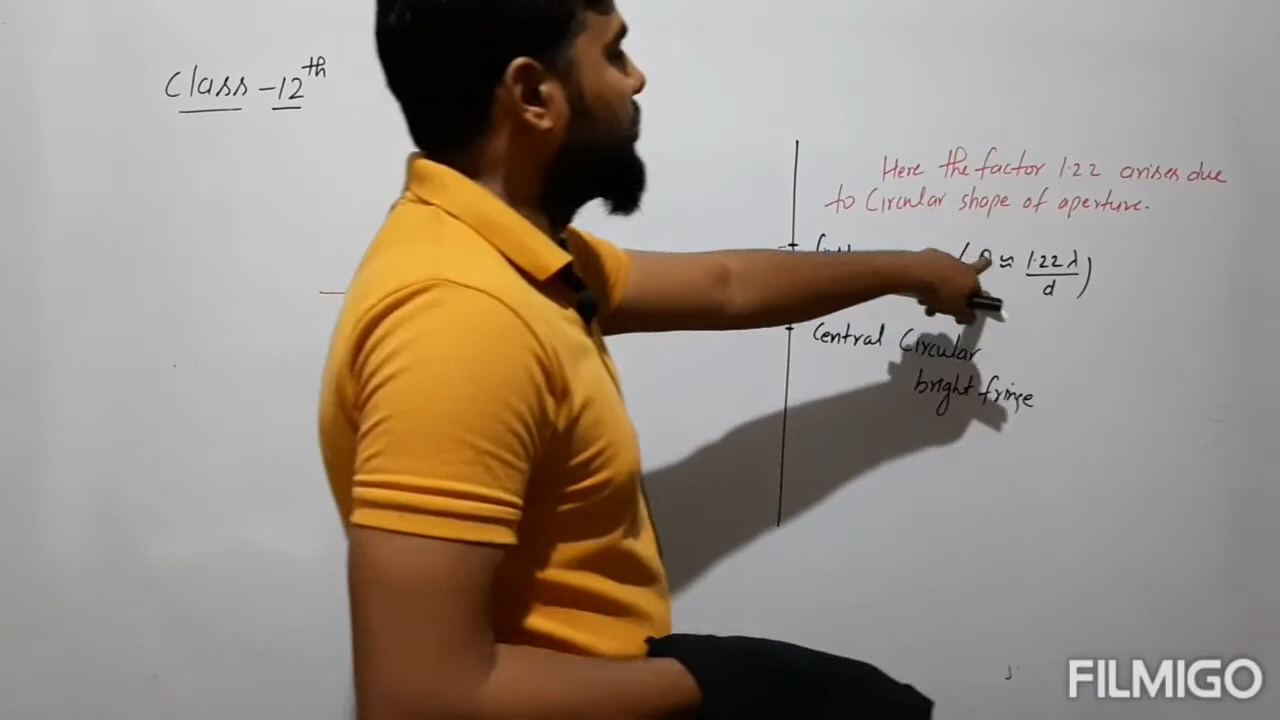 Class - 12th
Here the factor 1.22 arises due
to Circular shape of aperture.
( θ ≈ 1.22 λ / d )
Central Circular
bright fringe
FILMIGO